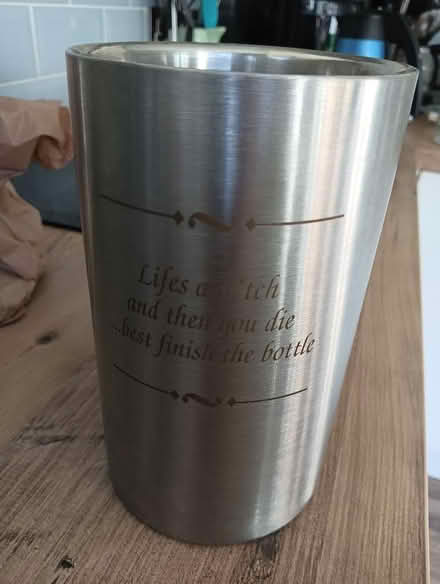 Lifes a
and then you die
...best finish the bottle